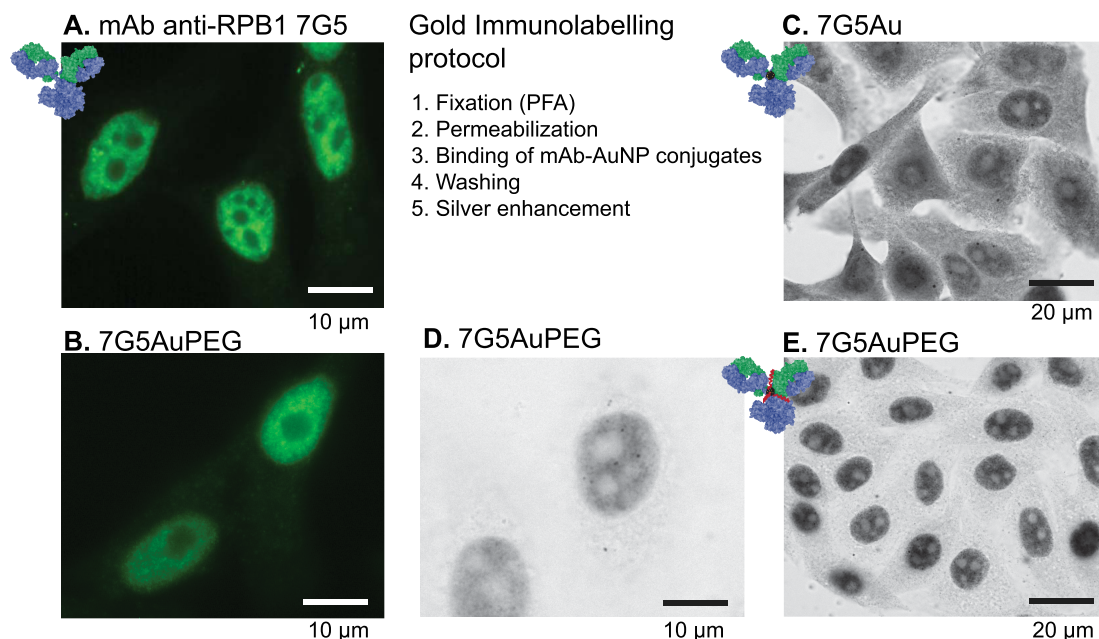 A. mAb anti-RPB1 7G5
10 µm
B. 7G5AuPEG
10 µm
Gold Immunolabelling
protocol
1. Fixation (PFA)
2. Permeabilization
3. Binding of mAb-AuNP conjugates
4. Washing
5. Silver enhancement
C. 7G5Au
20 µm
D. 7G5AuPEG
10 µm
E. 7G5AuPEG
20 µm